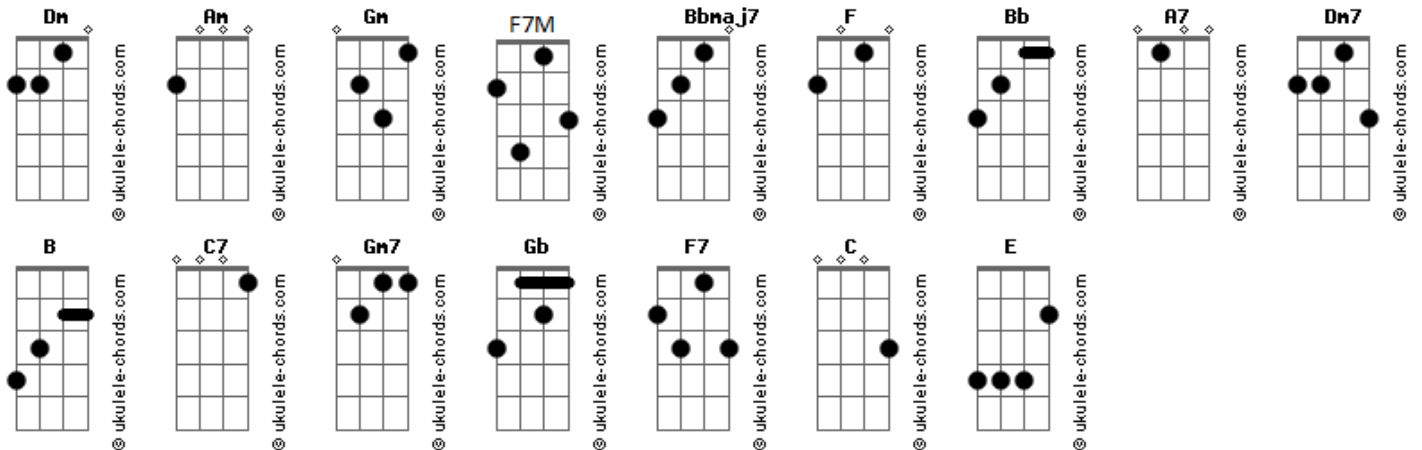 Dm Am Gm F7M Bbmaj7 F Bb A7 Dm7
© ukulele-chords.com © ukulele-chords.com © ukulele-chords.com © ukulele-chords.com © ukulele-chords.com © ukulele-chords.com © ukulele-chords.com © ukulele-chords.com © ukulele-chords.com
B C7 Gm7 Gb F7 C E
© ukulele-chords.com © ukulele-chords.com © ukulele-chords.com © ukulele-chords.com © ukulele-chords.com © ukulele-chords.com © ukulele-chords.com